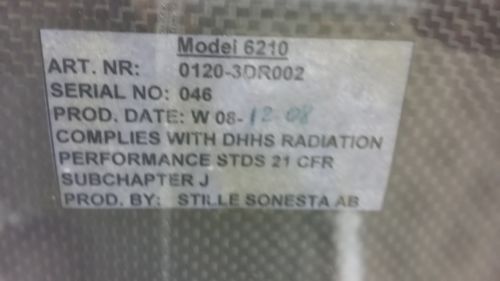 Model 6210
ART. NR: 0120-3DR002
SERIAL NO: 046
PROD. DATE: W 08-12-08
COMPLIES WITH DHHS RADIATION
PERFORMANCE STDS 21 CFR
SUBCHAPTER J
PROD. BY: STILLE SONESTA AB